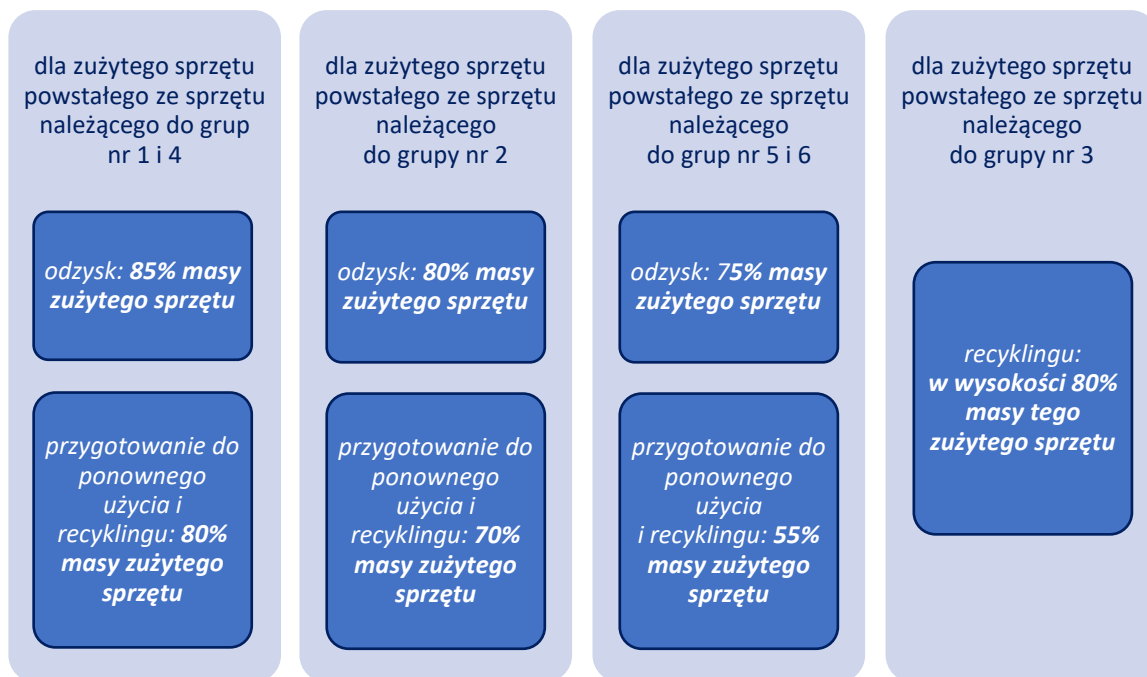 dla zużytego sprzętu
powstałego ze sprzętu
należącego do grup
nr 1 i 4
odzysk: 85% masy
zużytego sprzętu
przygotowanie do
ponownego
użycia i
recyklingu: 80%
masy zużytego
sprzętu
dla zużytego sprzętu
powstałego ze sprzętu
należącego
do grupy nr 2
odzysk: 80% masy
zużytego sprzętu
przygotowanie do
ponownego
użycia i
recyklingu: 70%
masy zużytego
sprzętu
dla zużytego sprzętu
powstałego ze sprzętu
należącego
do grup nr 5 i 6
odzysk: 75% masy
zużytego sprzętu
przygotowanie do
ponownego
użycia
i recyklingu: 55%
masy zużytego
sprzętu
dla zużytego sprzętu
powstałego ze sprzętu
należącego
do grupy nr 3
recyklingu:
w wysokości 80%
masy tego
zużytego sprzętu